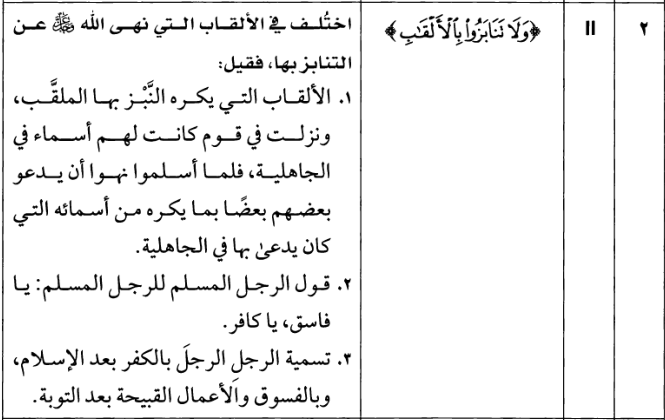 ٢
١١
﴿وَلَا تَنَابَزُوا۟ بِٱلْأَلْقَٰبِ﴾
اختُلف في الألقاب التي نهى الله ﷻ عن
التنابز بها، فقيل:
١. الألقاب التي يكره النَّبْز بها الملقَّب،
ونزلت في قوم كانت لهم أسماء في
الجاهلية، فلما أسلموا نهوا أن يدعو
بعضهم بعضًا بما يكره من أسمائه التي
كان يدعىٰ بها في الجاهلية.
٢. قول الرجل المسلم للرجل المسلم: يا
فاسق، يا كافر.
٣. تسمية الرجلِ الرجلَ بالكفر بعد الإسلام،
وبالفسوق والأعمال القبيحة بعد التوبة.